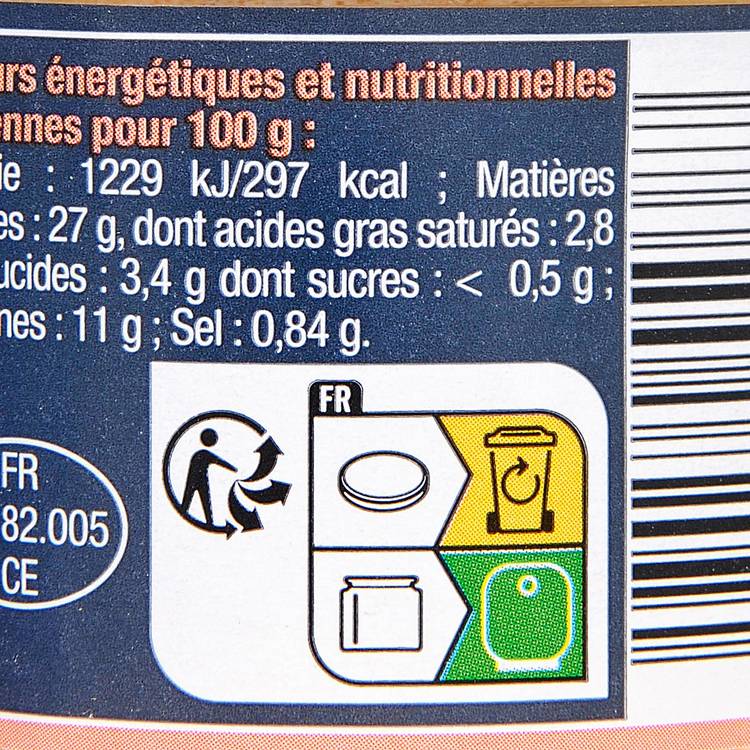 urs énergétiques et nutritionnelles
ennes pour 100 g :
ie : 1229 kJ/297 kcal ; Matières
es : 27 g, dont acides gras saturés : 2,8
ucides : 3,4 g dont sucres : < 0,5 g ;
nes : 11 g ; Sel : 0,84 g.
FR
FR
82.005
CE